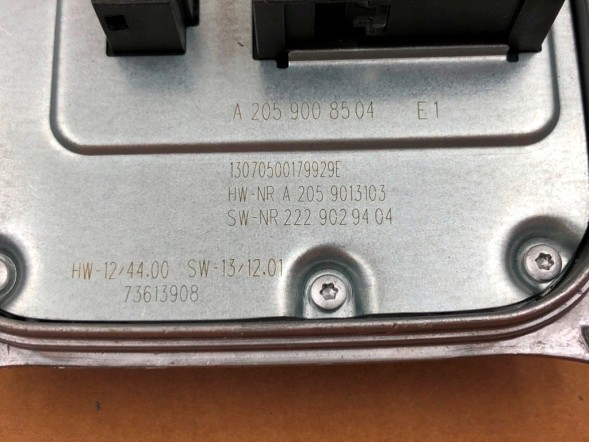 A 205 900 85 04 E1
13070500179929E
HW-NR A 205 9013103
SW-NR 222 902 94 04
HW-12/44.00 SW-13/12.01
73613908